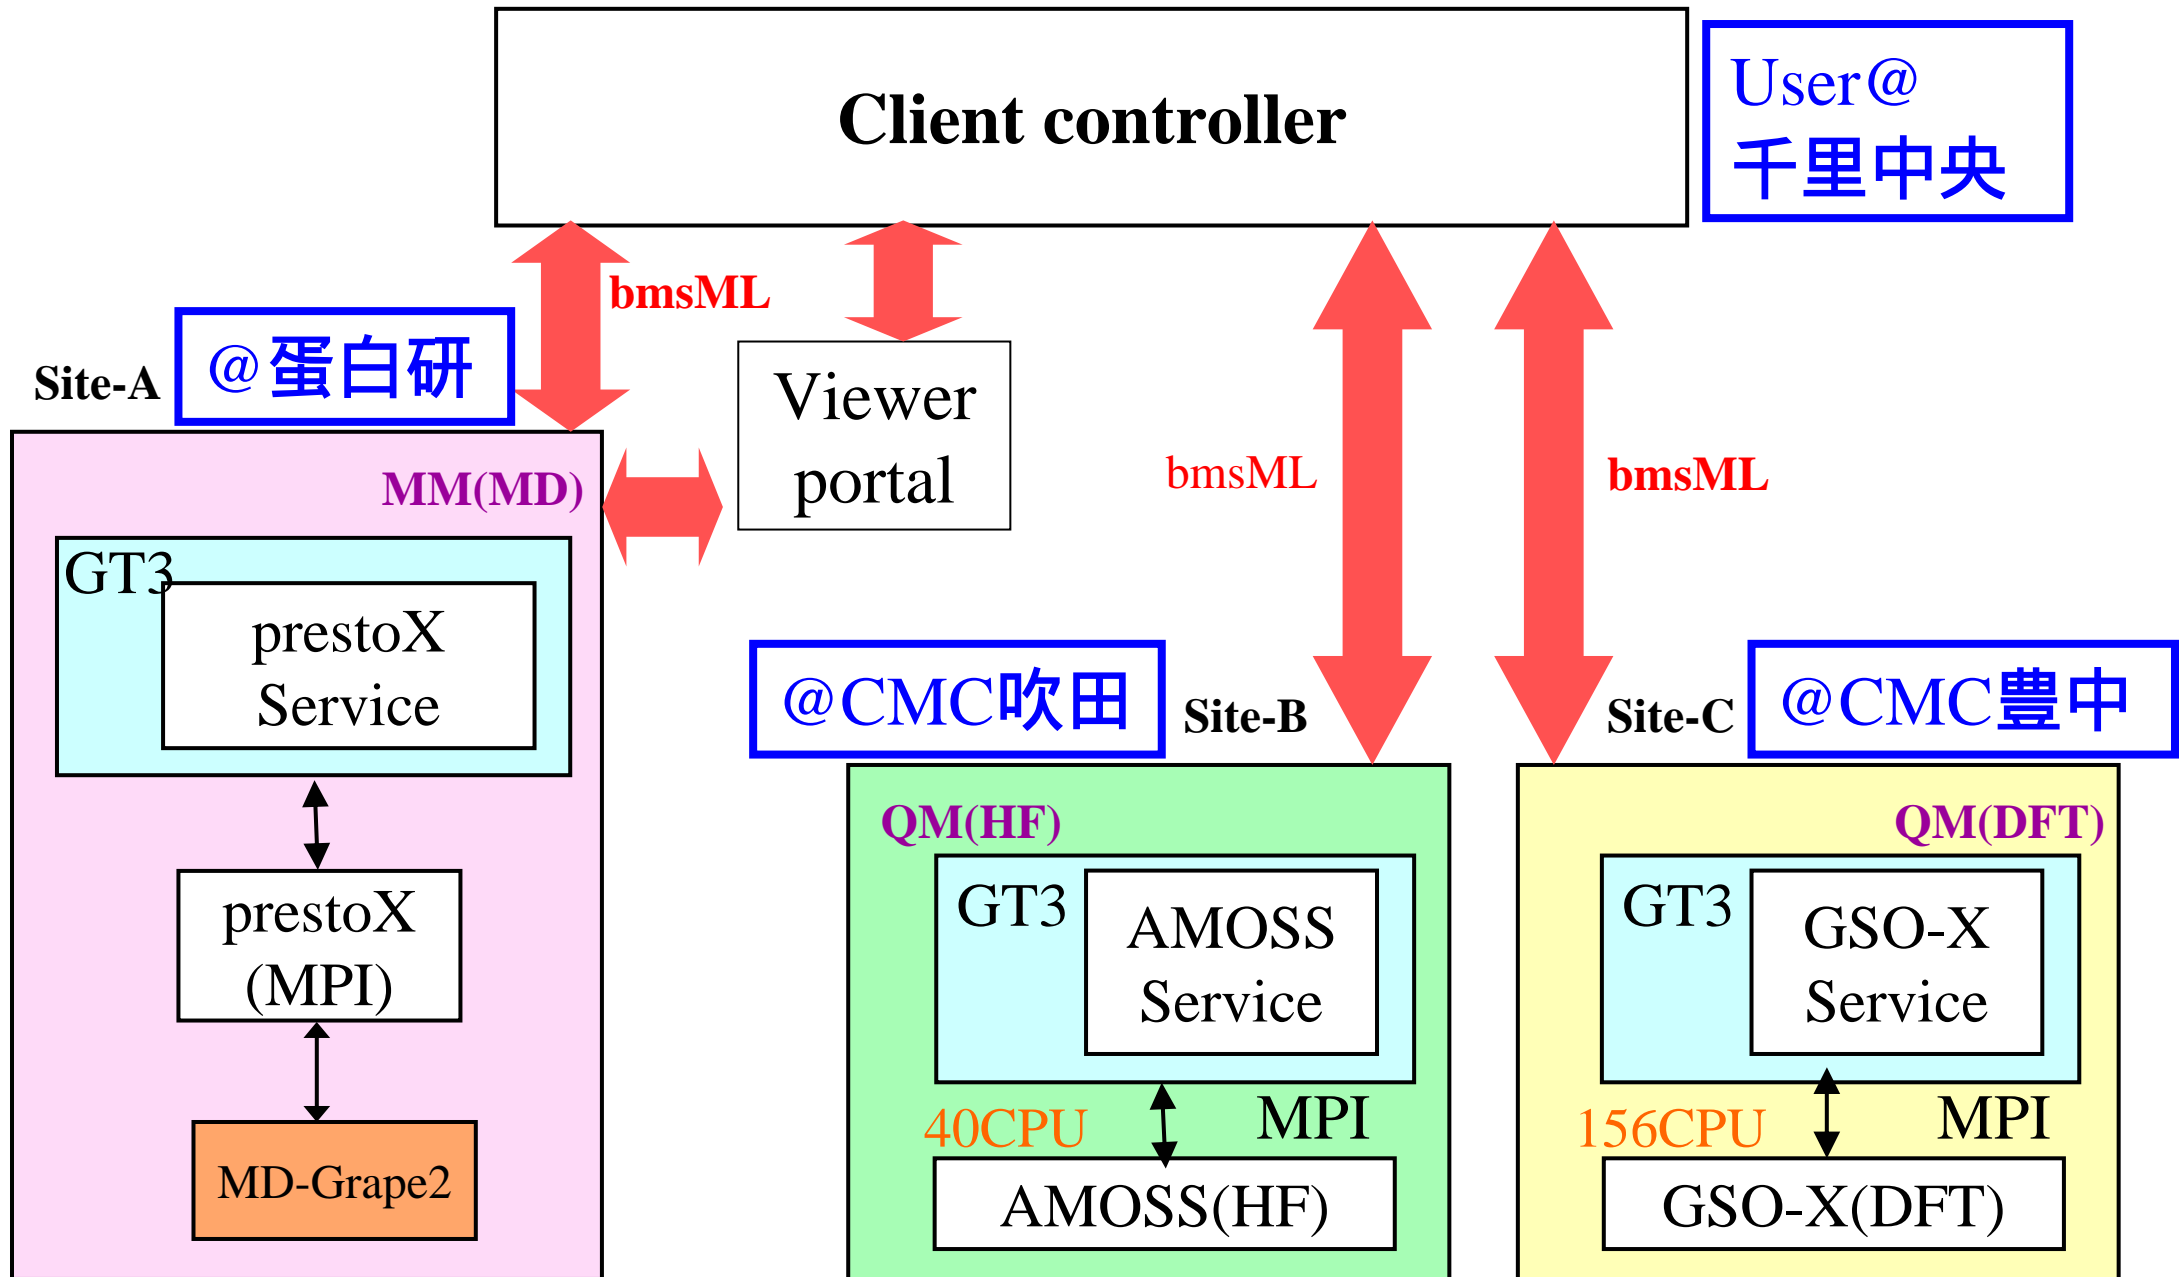 Client controller
User@
千里中央
bmsML
Site-A
@蛋白研
Viewer
portal
bmsML
bmsML
MM(MD)
GT3
prestoX
Service
@CMC吹田
Site-B
Site-C
@CMC豊中
QM(HF)
QM(DFT)
prestoX
(MPI)
GT3
AMOSS
Service
GT3
GSO-X
Service
40CPU
MPI
156CPU
MPI
MD-Grape2
AMOSS(HF)
GSO-X(DFT)